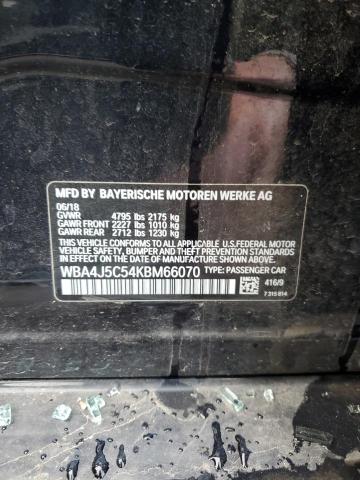 MFD BY BAYERISCHE MOTOREN WERKE AG
06/18
GVWR 4795 lbs 2175 kg
GAWR FRONT 2227 lbs 1010 kg
GAWR REAR 2712 lbs 1230 kg
THIS VEHICLE CONFORMS TO ALL APPLICABLE U.S.FEDERAL MOTOR
VEHICLE SAFETY, BUMPER, AND THEFT PREVENTION STANDARDS
IN EFFECT ON THE DATE OF MANUFACTURE SHOWN ABOVE.
WBA4J5C54KBM66070 TYPE: PASSENGER CAR
416/9
7 315 814